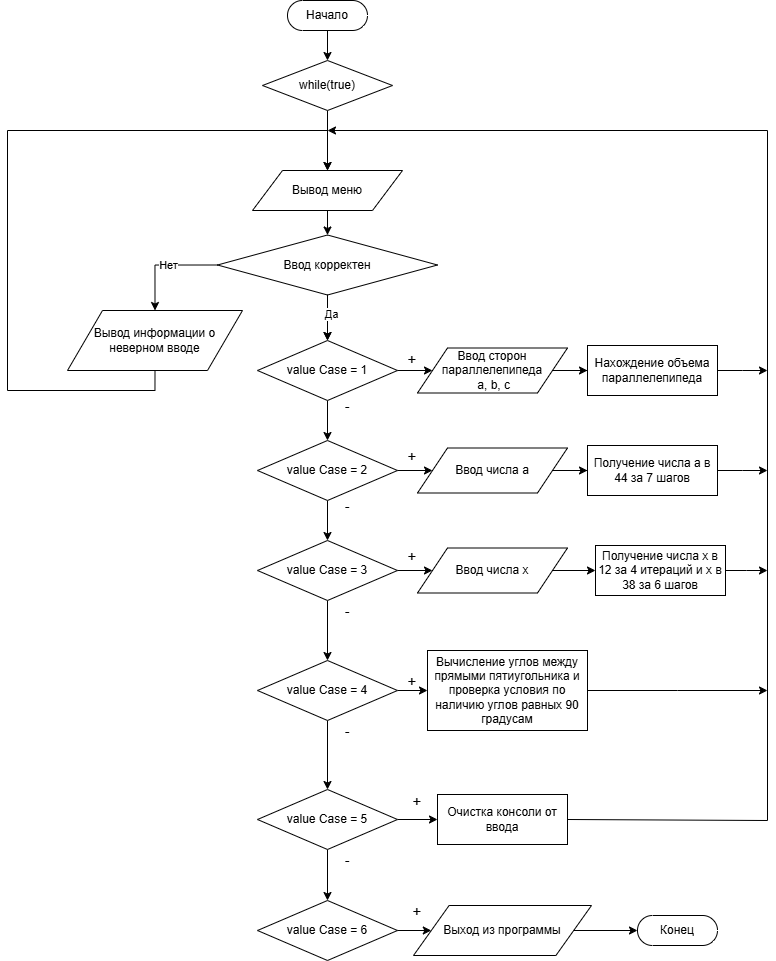 Начало
while(true)
Вывод меню
Ввод корректен
Нет
Вывод информации о
неверном вводе
Да
value Case = 1
+
Ввод сторон
параллелепипеда
a, b, c
Нахождение объема
параллелепипеда
-
value Case = 2
+
Ввод числа a
Получение числа a в
44 за 7 шагов
-
value Case = 3
+
Ввод числа x
Получение числа x в
12 за 4 итераций и x в
38 за 6 шагов
-
value Case = 4
+
Вычисление углов между
прямыми пятиугольника и
проверка условия по
наличию углов равных 90
градусам
-
value Case = 5
+
Очистка консоли от
ввода
-
value Case = 6
+
Выход из программы
Конец